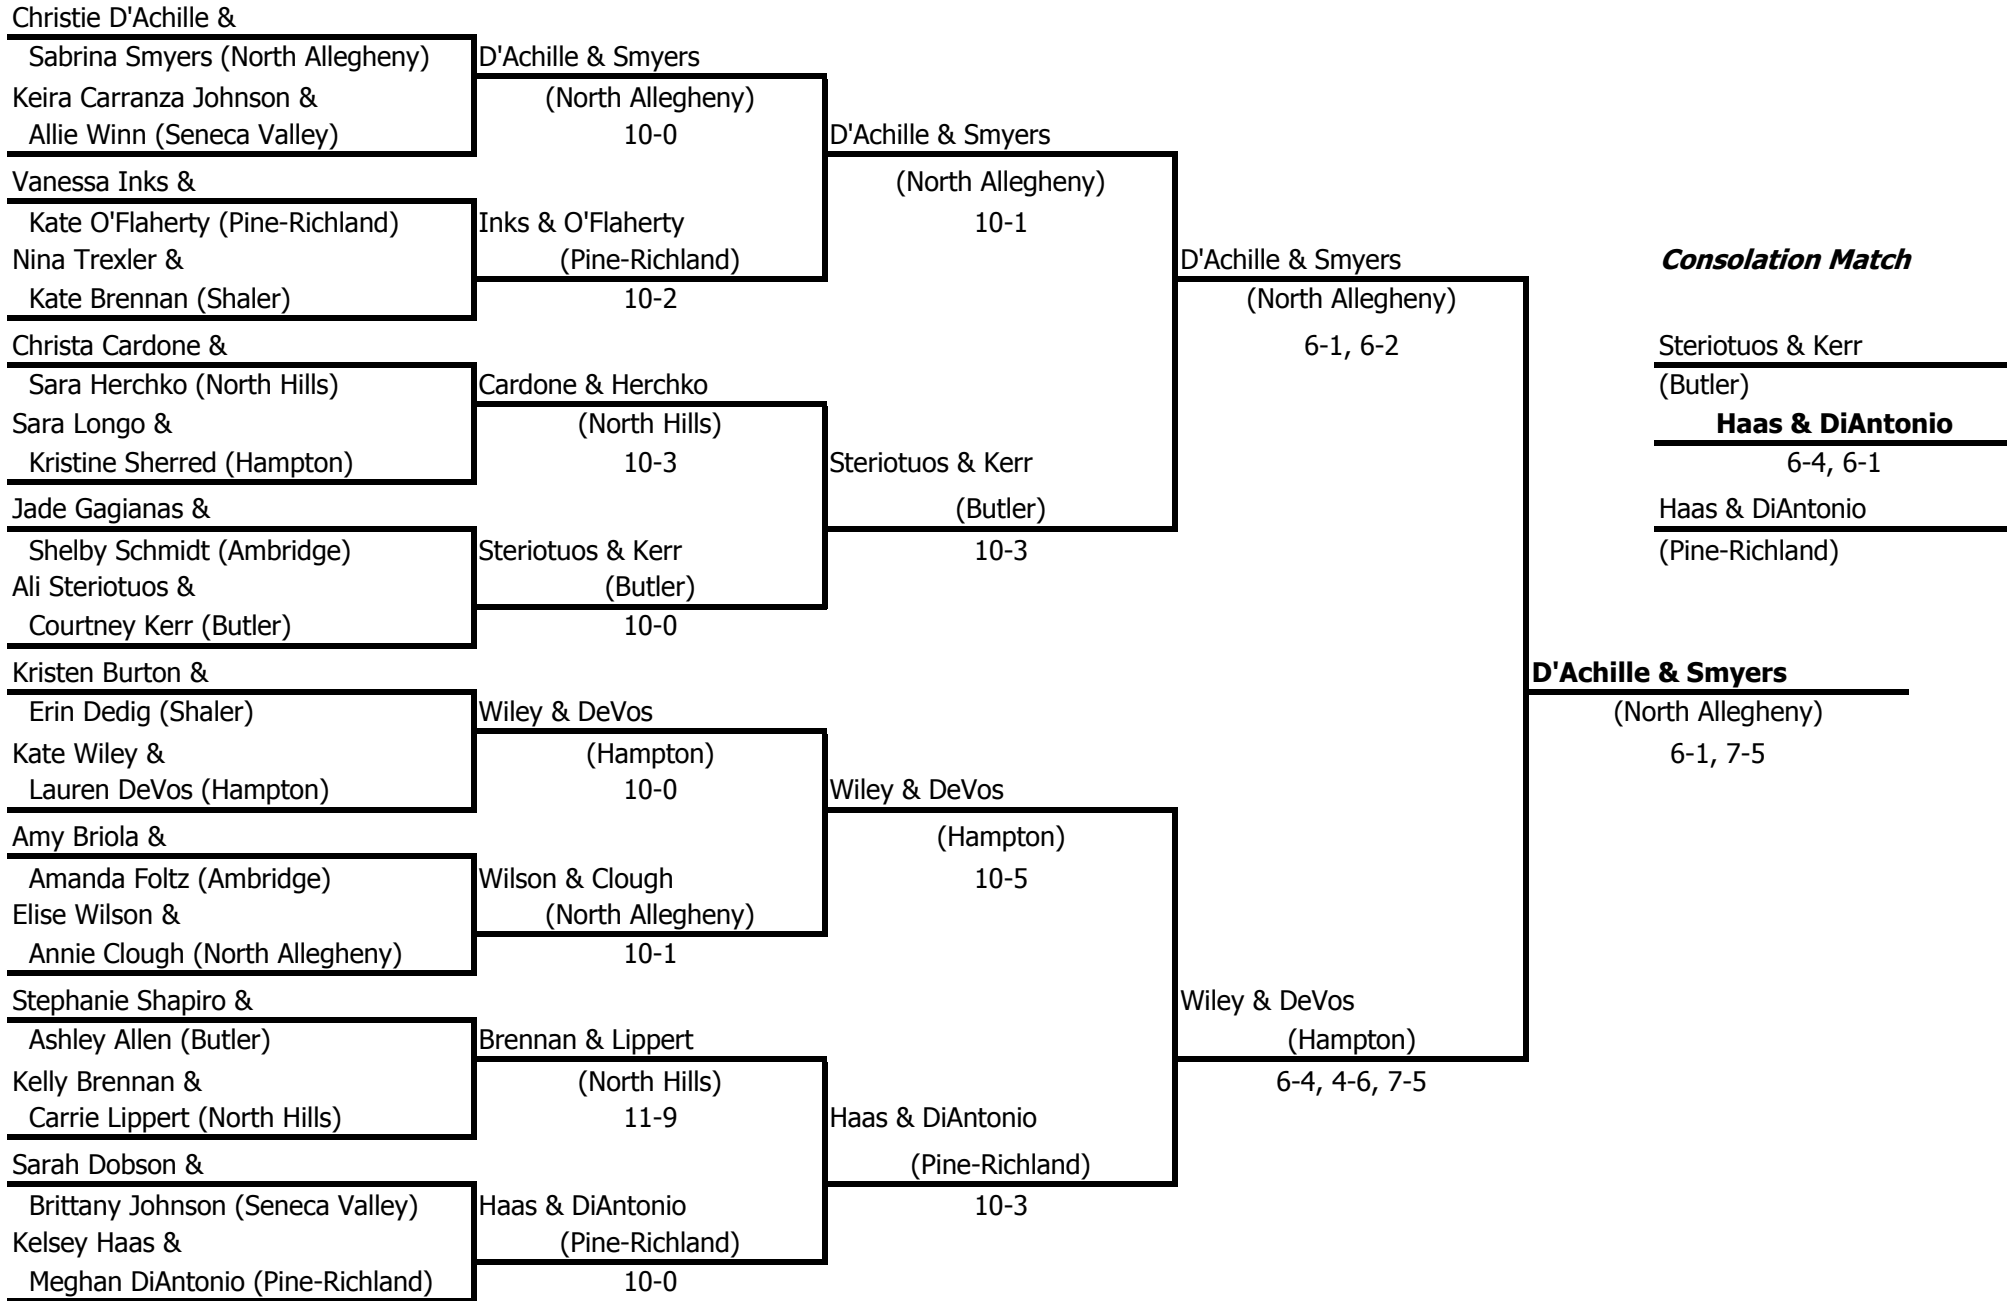 Christie D'Achille &
Sabrina Smyers (North Allegheny)
Keira Carranza Johnson &
Allie Winn (Seneca Valley)
Vanessa Inks &
Kate O'Flaherty (Pine-Richland)
Nina Trexler &
Kate Brennan (Shaler)
Christa Cardone &
Sara Herchko (North Hills)
Sara Longo &
Kristine Sherred (Hampton)
Jade Gagianas &
Shelby Schmidt (Ambridge)
Ali Steriotuos &
Courtney Kerr (Butler)
Kristen Burton &
Erin Dedig (Shaler)
Kate Wiley &
Lauren DeVos (Hampton)
Amy Briola &
Amanda Foltz (Ambridge)
Elise Wilson &
Annie Clough (North Allegheny)
Stephanie Shapiro &
Ashley Allen (Butler)
Kelly Brennan &
Carrie Lippert (North Hills)
Sarah Dobson &
Brittany Johnson (Seneca Valley)
Kelsey Haas &
Meghan DiAntonio (Pine-Richland)
D'Achille & Smyers
(North Allegheny)
10-0
Inks & O'Flaherty
(Pine-Richland)
10-2
Cardone & Herchko
(North Hills)
10-3
Steriotuos & Kerr
(Butler)
10-0
Wiley & DeVos
(Hampton)
10-0
Wilson & Clough
(North Allegheny)
10-1
Brennan & Lippert
(North Hills)
11-9
Haas & DiAntonio
(Pine-Richland)
10-0
D'Achille & Smyers
(North Allegheny)
10-1
Steriotuos & Kerr
(Butler)
10-3
Wiley & DeVos
(Hampton)
10-5
Haas & DiAntonio
(Pine-Richland)
10-3
D'Achille & Smyers
(North Allegheny)
6-1, 6-2
Wiley & DeVos
(Hampton)
6-4, 4-6, 7-5
D'Achille & Smyers
(North Allegheny)
6-1, 7-5
Consolation Match
Steriotuos & Kerr
(Butler)
Haas & DiAntonio
6-4, 6-1
Haas & DiAntonio
(Pine-Richland)